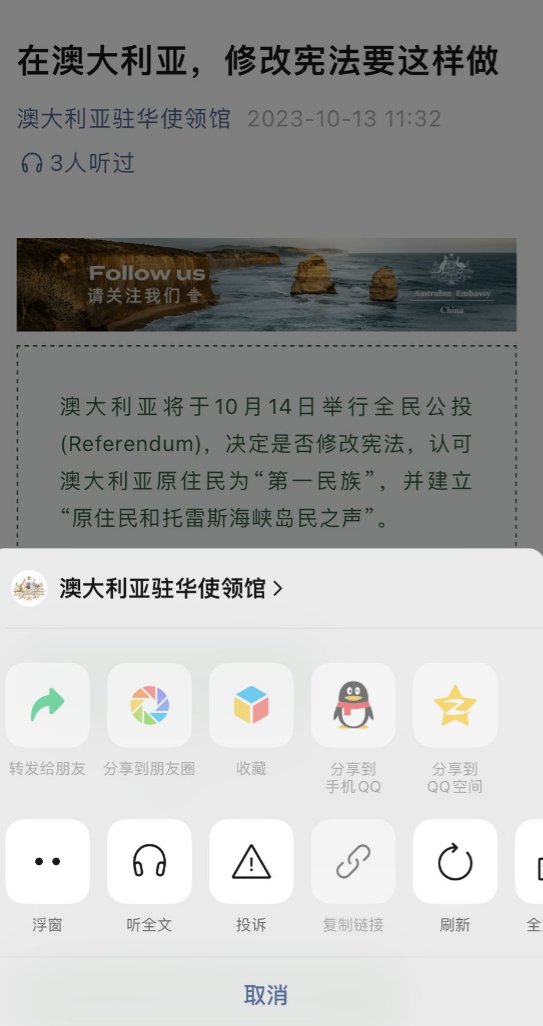 在澳大利亚，修改宪法要这样做
澳大利亚驻华使领馆 2023-10-13 11:32
3人听过
Follow us
请关注我们
Australian Embassy
China
澳大利亚将于10月14日举行全民公投
(Referendum)，决定是否修改宪法，认可
澳大利亚原住民为“第一民族”，并建立
“原住民和托雷斯海峡岛民之声”。
澳大利亚驻华使领馆
转发给朋友 分享到朋友圈 收藏 分享到 分享到
手机QQ QQ空间
浮窗 听全文 投诉 复制链接 刷新 全
取消